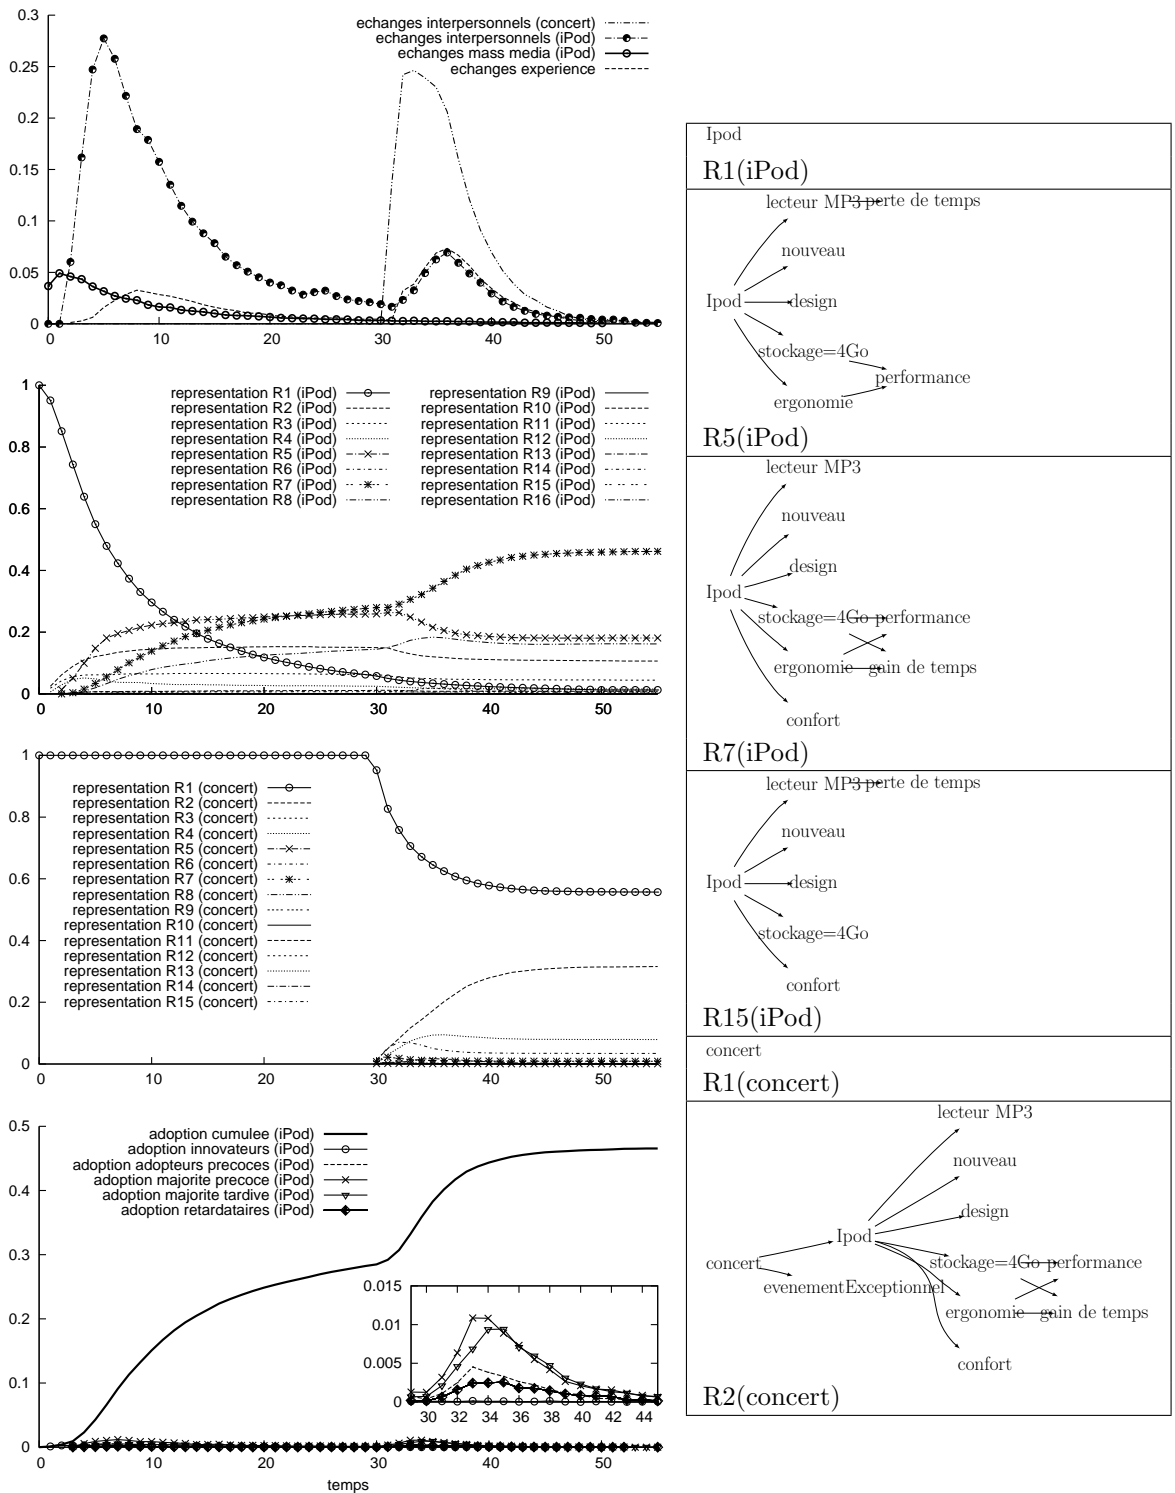 echanges interpersonnels (concert)
echanges interpersonnels (iPod)
echanges mass media (iPod)
echanges experience
0.3
0.25
0.2
0.15
0.1
0.05
0
0 10 20 30 40 50
representation R1 (iPod) representation R9 (iPod)
representation R2 (iPod) representation R10 (iPod)
representation R3 (iPod) representation R11 (iPod)
representation R4 (iPod) representation R12 (iPod)
representation R5 (iPod) representation R13 (iPod)
representation R6 (iPod) representation R14 (iPod)
representation R7 (iPod) representation R15 (iPod)
representation R8 (iPod) representation R16 (iPod)
1
0.8
0.6
0.4
0.2
0
0 10 20 30 40 50
representation R1 (concert)
representation R2 (concert)
representation R3 (concert)
representation R4 (concert)
representation R5 (concert)
representation R6 (concert)
representation R7 (concert)
representation R8 (concert)
representation R9 (concert)
representation R10 (concert)
representation R11 (concert)
representation R12 (concert)
representation R13 (concert)
representation R14 (concert)
representation R15 (concert)
1
0.8
0.6
0.4
0.2
0
0 10 20 30 40 50
adoption cumulee (iPod)
adoption innovateurs (iPod)
adoption adopteurs precoces (iPod)
adoption majorite precoce (iPod)
adoption majorite tardive (iPod)
adoption retardataires (iPod)
0.5
0.4
0.3
0.2
0.1
0
0.015
0.01
0.005
0
30 32 34 36 38 40 42 44
0 10 20 30 40 50
temps
Ipod
R1(iPod)
lecteur MP3 perte de temps
nouveau
Ipod design
stockage=4Go
performance
ergonomie
R5(iPod)
lecteur MP3
nouveau
design
Ipod
stockage=4Go performance
ergonomie gain de temps
confort
R7(iPod)
lecteur MP3 perte de temps
nouveau
Ipod design
stockage=4Go
confort
R15(iPod)
concert
R1(concert)
lecteur MP3
nouveau
design
Ipod
concert stockage=4Go performance
evenementExceptionnel
ergonomie gain de temps
confort
R2(concert)